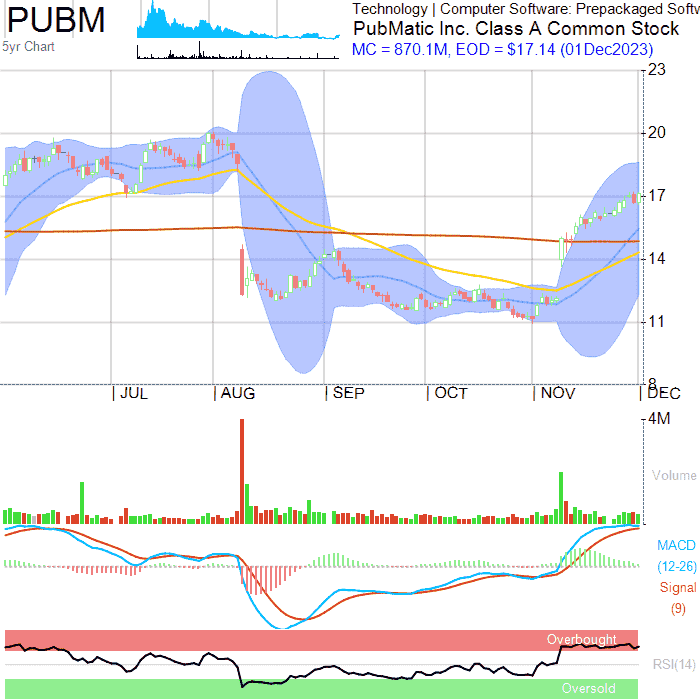 PUBM
5yr Chart
Technology | Computer Software: Prepackaged Softw
PubMatic Inc. Class A Common Stock
MC = 870.1M, EOD = $17.14 (01Dec2023)
23
20
17
14
11
8
JUL AUG SEP OCT NOV DEC
4M
Volume
MACD
(12-26)
Signal
(9)
Overbought
RSI(14)
Oversold